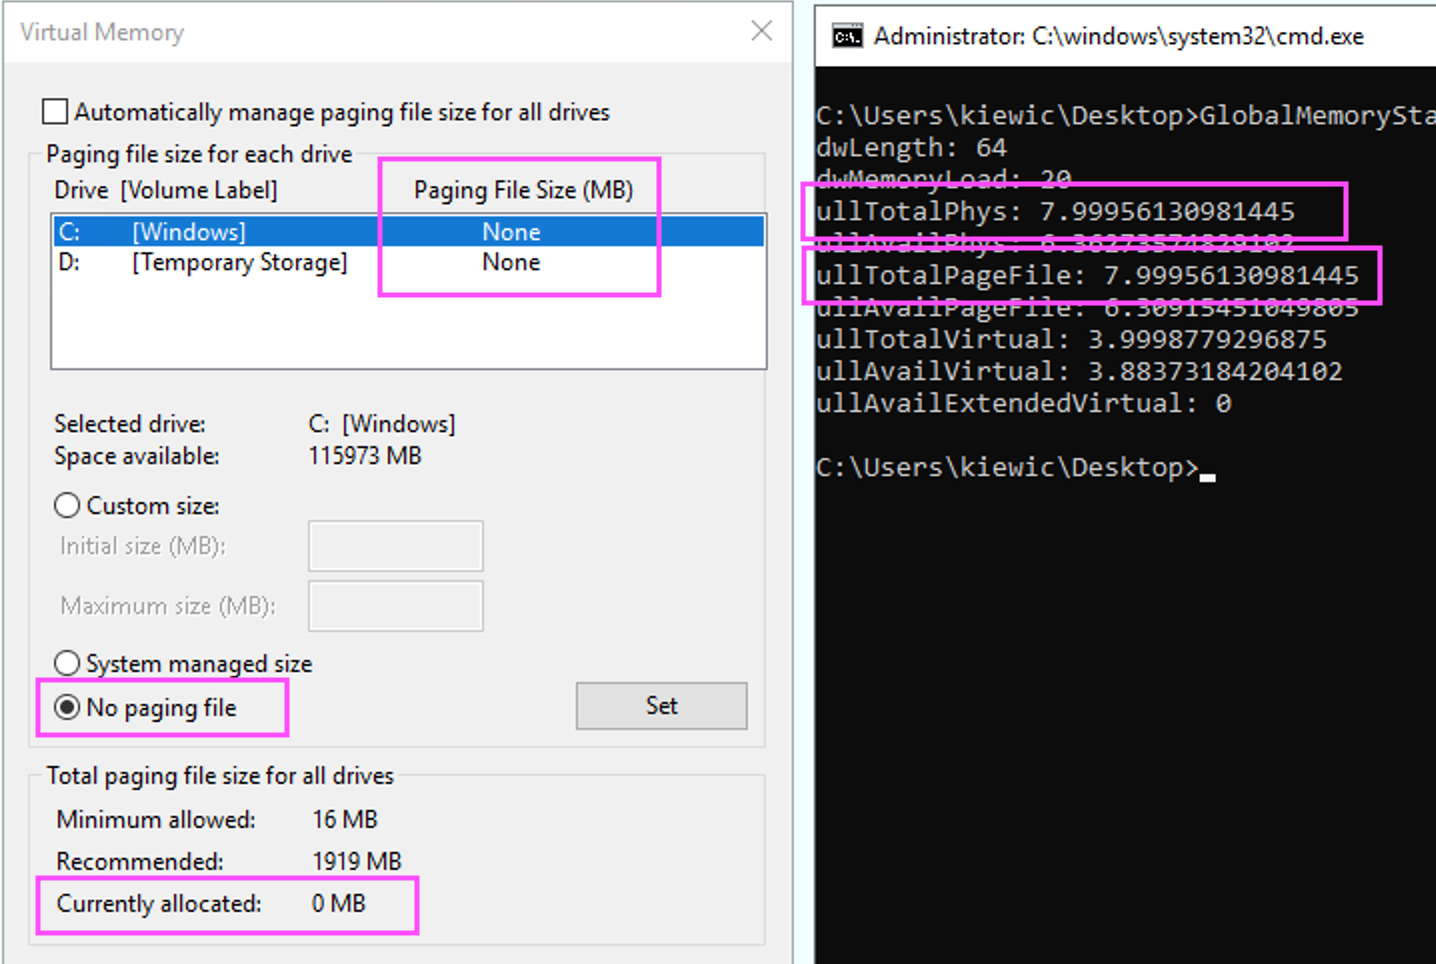 Virtual Memory
Automatically manage paging file size for all drives
Paging file size for each drive
Drive [Volume Label] Paging File Size (MB)
C: [Windows] None
D: [Temporary Storage] None
Selected drive: C: [Windows]
Space available: 115973 MB
Custom size:
Initial size (MB):
Maximum size (MB):
System managed size
No paging file
Set
Total paging file size for all drives
Minimum allowed: 16 MB
Recommended: 1919 MB
Currently allocated: 0 MB
Administrator: C:\windows\system32\cmd.exe
C:\Users\kiewic\Desktop>GlobalMemorySta
dwLength: 64
dwMemoryLoad: 20
ullTotalPhys: 7.99956130981445
ullAvailPhys: 6.36273574829102
ullTotalPageFile: 7.99956130981445
ullAvailPageFile: 6.30915451049805
ullTotalVirtual: 3.9998779296875
ullAvailVirtual: 3.88373184204102
ullAvailExtendedVirtual: 0
C:\Users\kiewic\Desktop>